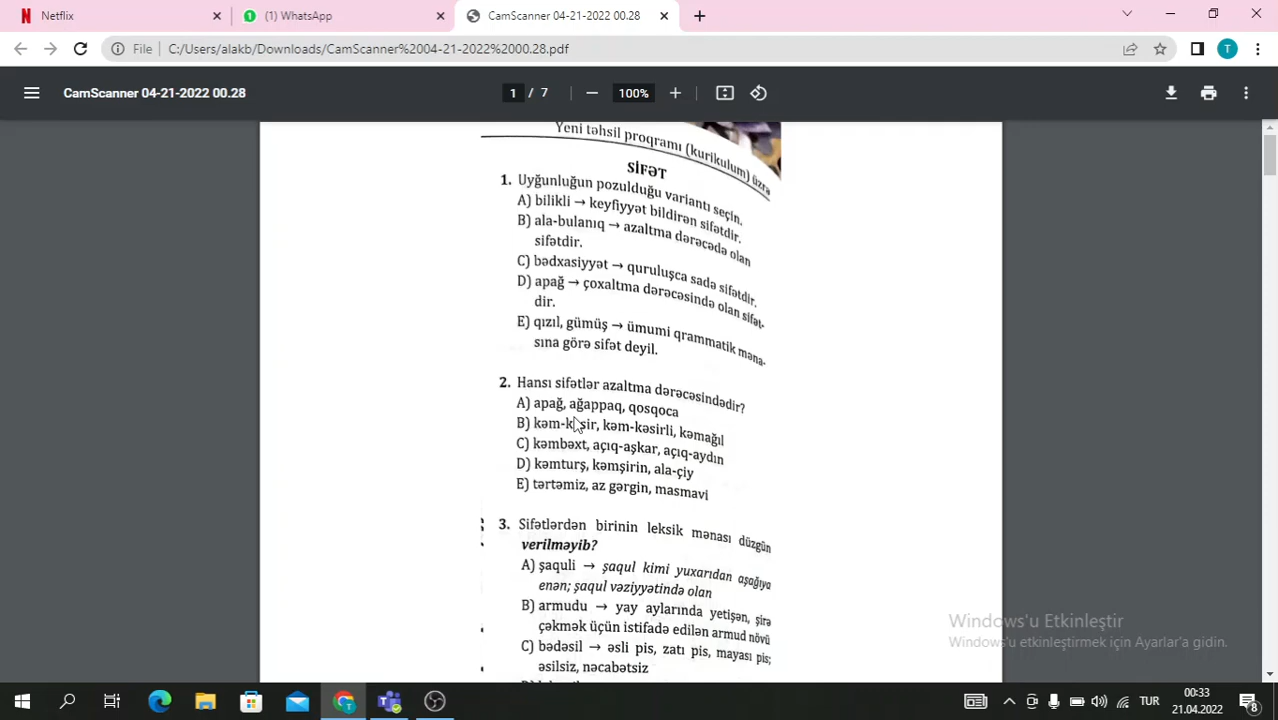 Netflix
(1) WhatsApp
CamScanner 04-21-2022 00.28
File
C:/Users/alakb/Downloads/CamScanner%2004-21-2022%2000.28.pdf
T
CamScanner 04-21-2022 00.28
1 / 7
100%
Yeni təhsil proqramı (kurikulum) üzrə
SİFƏT
1. Uyğunluğun pozulduğu variantı seçin.
A) bilikli → keyfiyyət bildirən sifətdir.
B) ala-bulanıq → azaltma dərəcədə olan
sifətdir.
C) bədxasiyyət → quruluşca sadə sifətdir.
D) apağ → çoxaltma dərəcəsində olan sifət-
dir.
E) qızıl, gümüş → ümumi qrammatik məna-
sına görə sifət deyil.
2. Hansı sifətlər azaltma dərəcəsindədir?
A) apağ, ağappaq, qosqoca
B) kəm-kəsir, kəm-kəsirli, kəmağıl
C) kəmbəxt, açıq-aşkar, açıq-aydın
D) kəmturş, kəmşirin, ala-çiy
E) tərtəmiz, az gərgin, masmavi
3. Sifətlərdən birinin leksik mənası düzgün
verilməyib?
A) şaquli → şaqul kimi yuxarıdan aşağıya
enən; şaqul vəziyyətində olan
B) armudu → yay aylarında yetişən, şirə
çəkmək üçün istifadə edilən armud növü
C) bədəsil → əsli pis, zatı pis, mayası pis;
əsilsiz, nəcabətsiz
Windows'u Etkinleştir
Windows'u etkinleştirmek için Ayarlar'a gidin.
TUR
00:33
21.04.2022
8